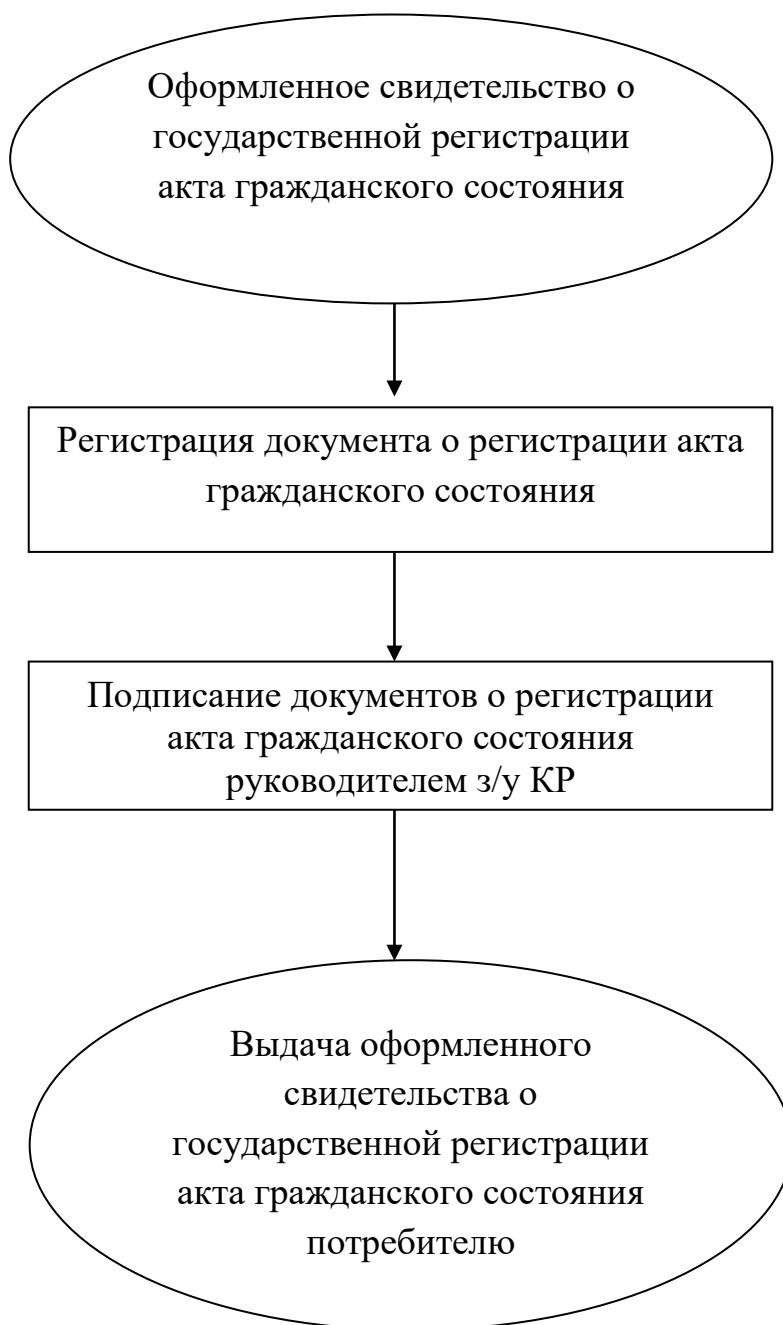 Оформленное свидетельство о
государственной регистрации
акта гражданского состояния
Регистрация документа о регистрации акта
гражданского состояния
Подписание документов о регистрации
акта гражданского состояния
руководителем з/у КР
Выдача оформленного
свидетельства о
государственной регистрации
акта гражданского состояния
потребителю